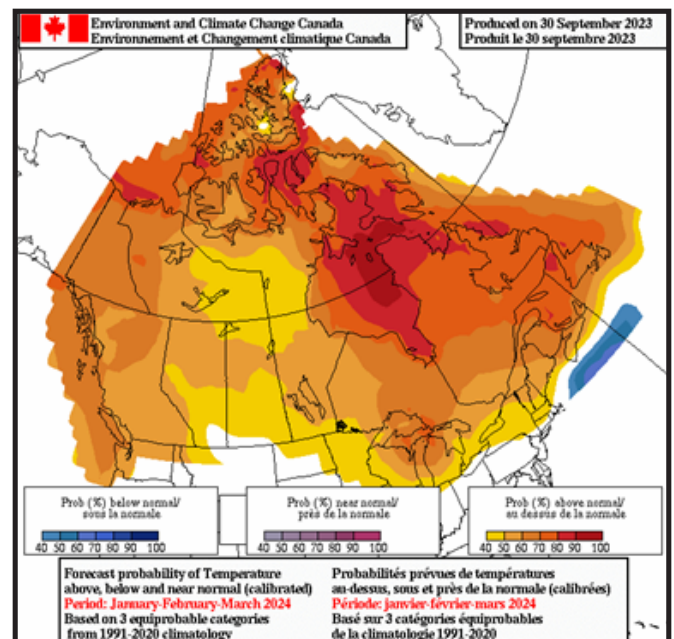 Environment and Climate Change Canada
Environnement et Changement climatique Canada
Produced on 30 September 2023
Produit le 30 septembre 2023
Prob (%) below normal/
sous la normale
40 50 60 70 80 90 100
Prob (%) near normal/
près de la normale
40 50 60 70 80 90 100
Prob (%) above normal/
au dessus de la normale
40 50 60 70 80 90 100
Forecast probability of Temperature
above, below and near normal (calibrated)
Period: January-February-March 2024
Based on 3 equiprobable categories
from 1991-2020 climatology
Probabilités prévues de températures
au-dessus, sous et près de la normale (calibrées)
Période: janvier-février-mars 2024
Basé sur 3 catégories équiprobables
de la climatologie 1991-2020